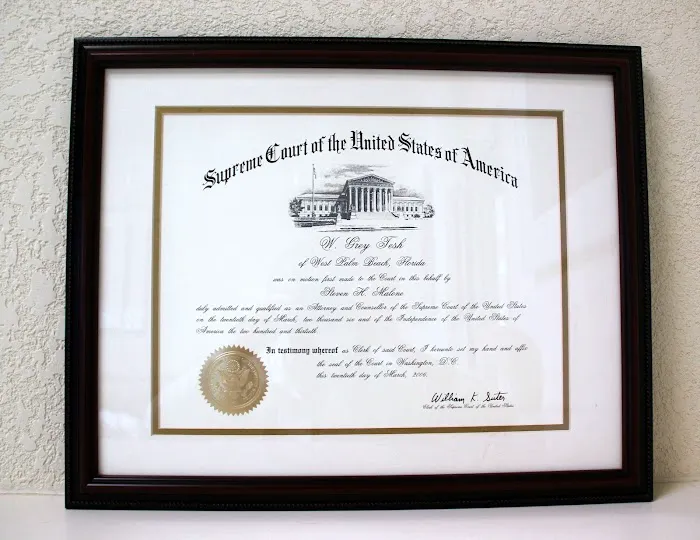 Supreme Court of the United States of America
W. Grey Tesh
of West Palm Beach, Florida
was on motion first made to the Court in this behalf by
Steven H. Malone
duly admitted and qualified as an Attorney and Counsellor of the Supreme Court of the United States
on the twentieth day of March, two thousand six and of the Independence of the United States of
America the two hundred and thirtieth.
In testimony whereof as Clerk of said Court, I hereunto set my hand and affix
the seal of the Court in Washington, D.C.
this twentieth day of March, 2006.
William K. Suter
Clerk of the Supreme Court of the United States